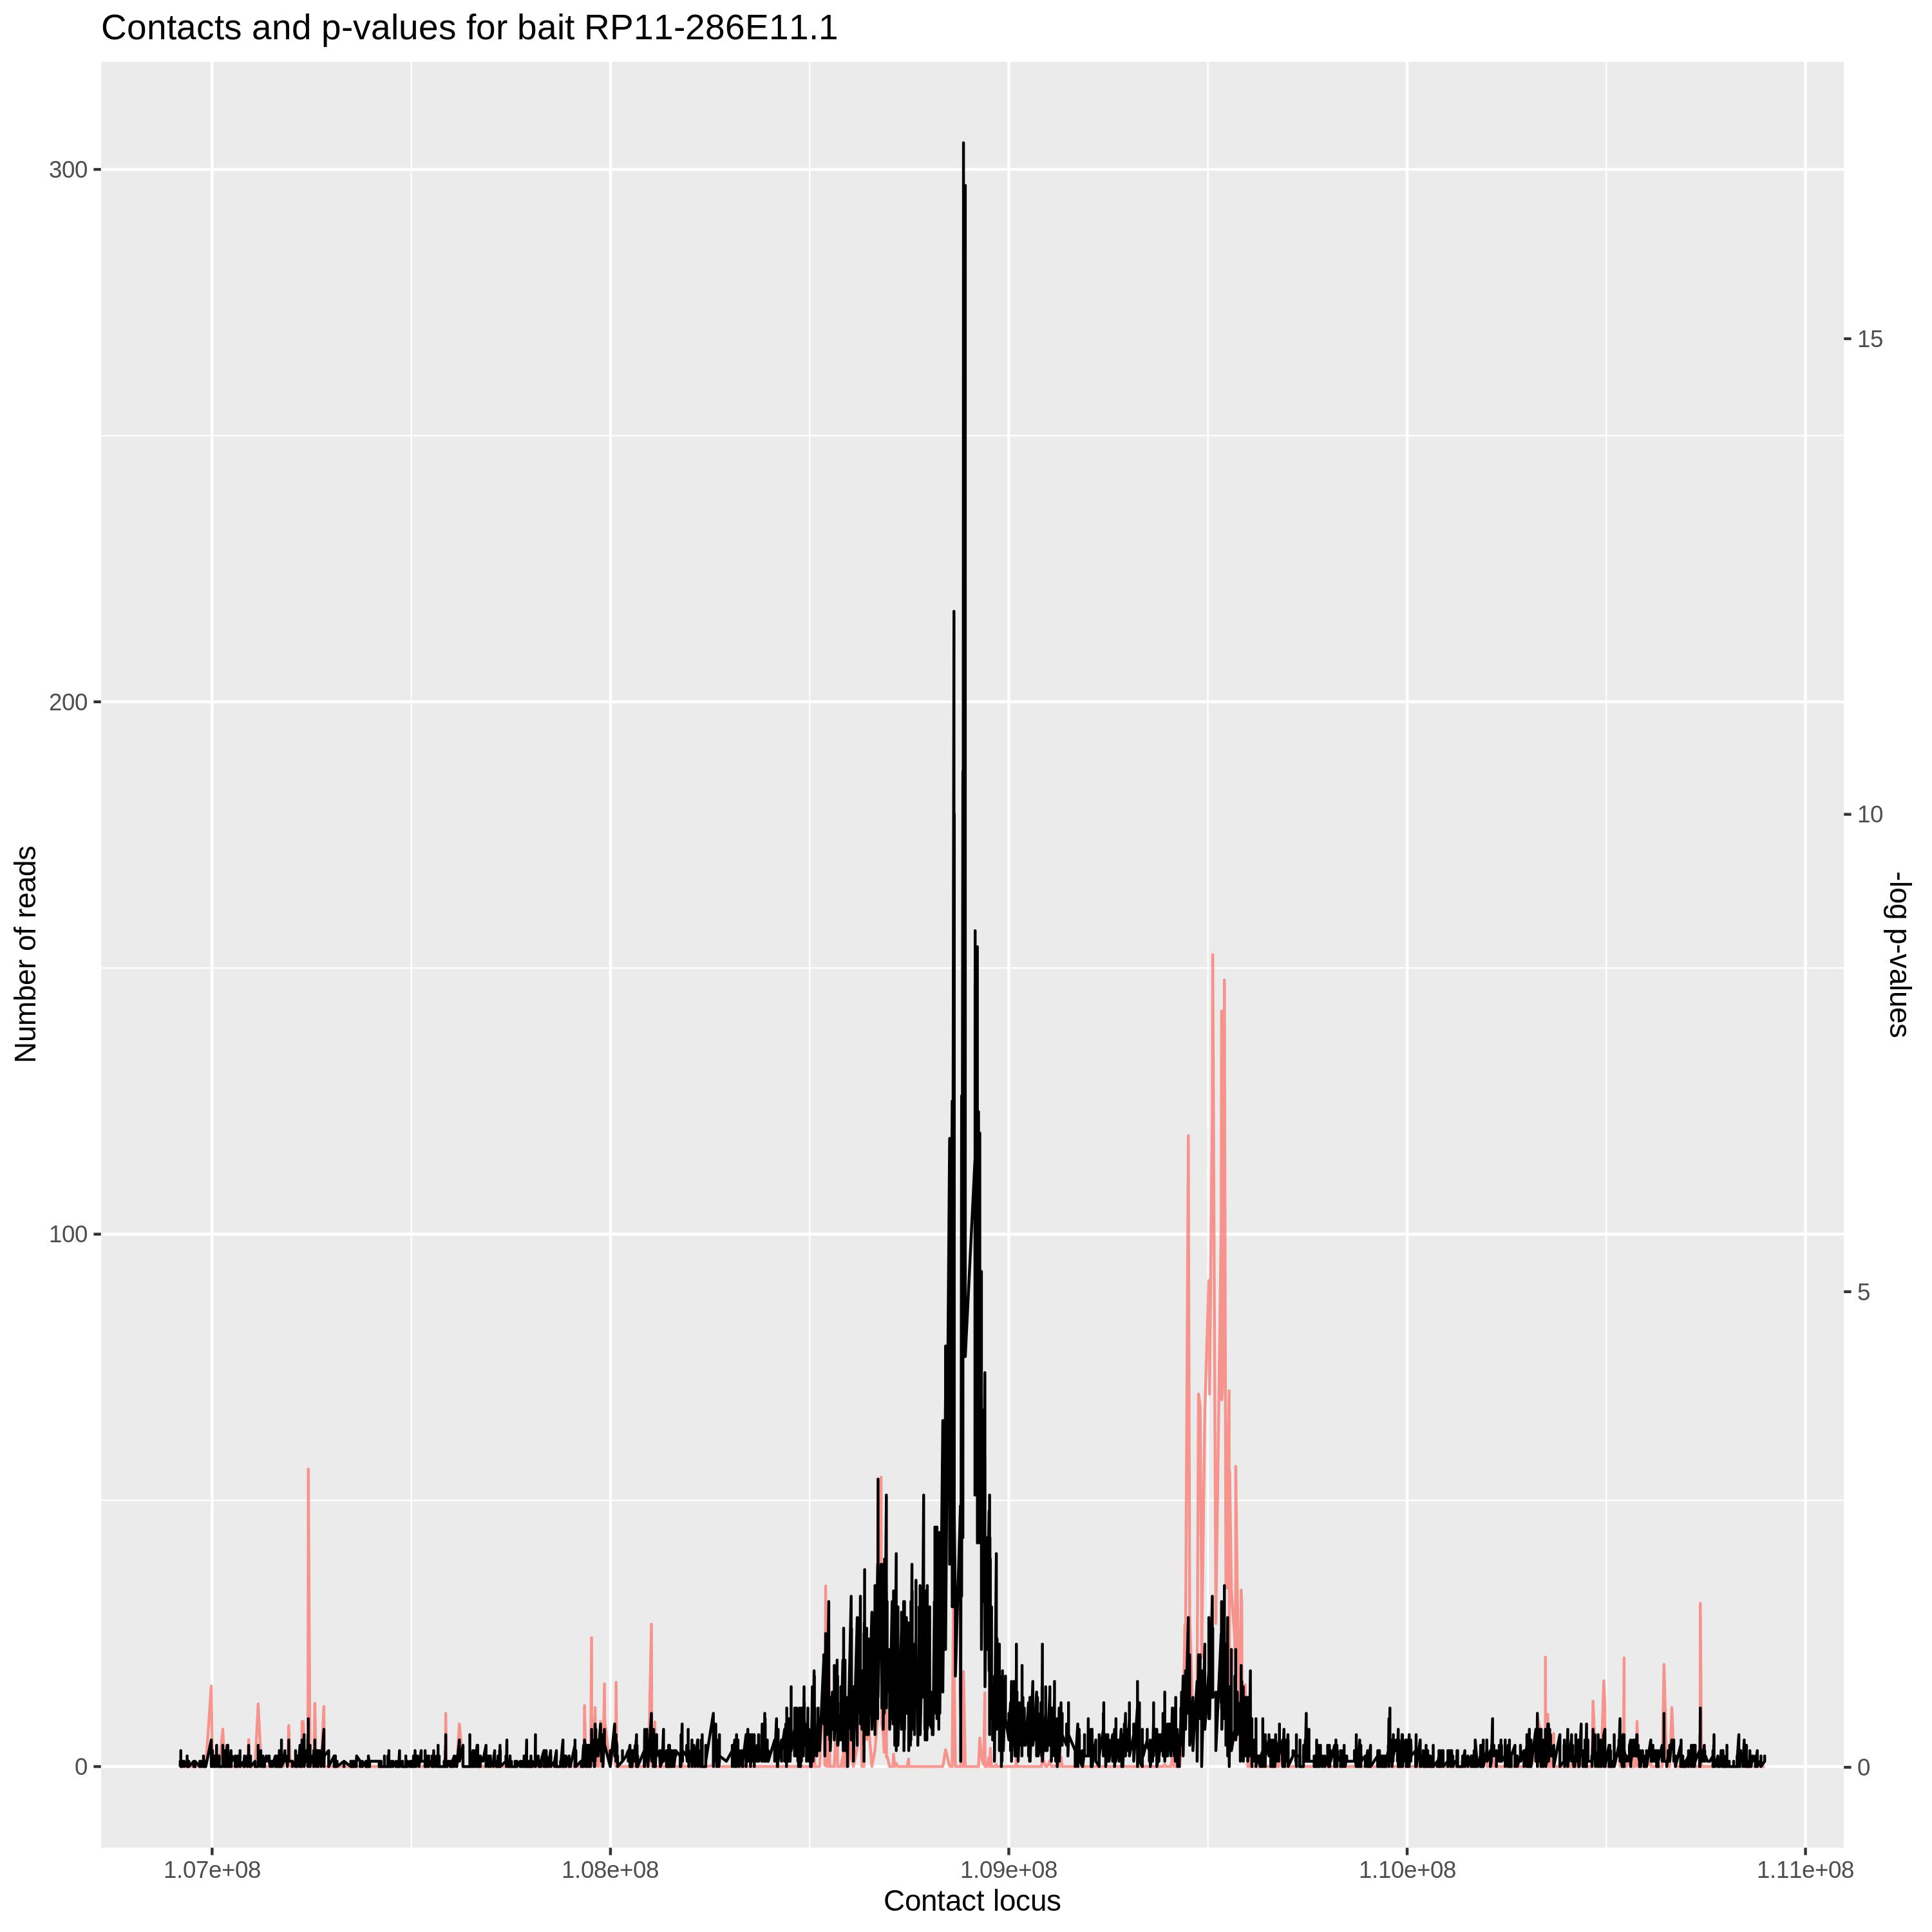 Contacts and p-values for bait RP11-286E11.1
300
200
100
0
Number of reads
15
10
5
0
-log p-values
1.07e+08 1.08e+08 1.09e+08 1.10e+08 1.11e+08
Contact locus